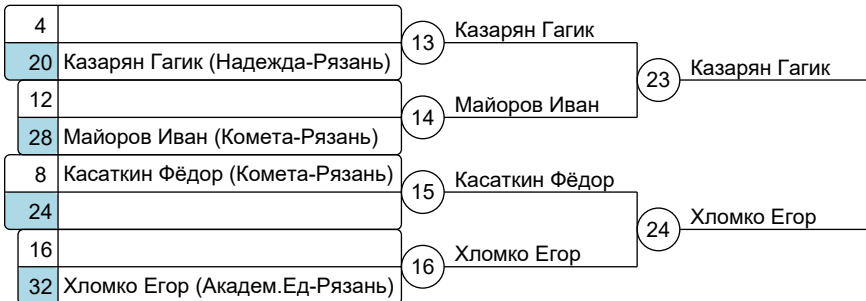 4
13
Казарян Гагик
20 Казарян Гагик (Надежда-Рязань)
23
Казарян Гагик
12
14
Майоров Иван
28 Майоров Иван (Комета-Рязань)
8 Касаткин Фёдор (Комета-Рязань)
15
Касаткин Фёдор
24
24
Хломко Егор
16
16
Хломко Егор
32 Хломко Егор (Академ.Ед-Рязань)